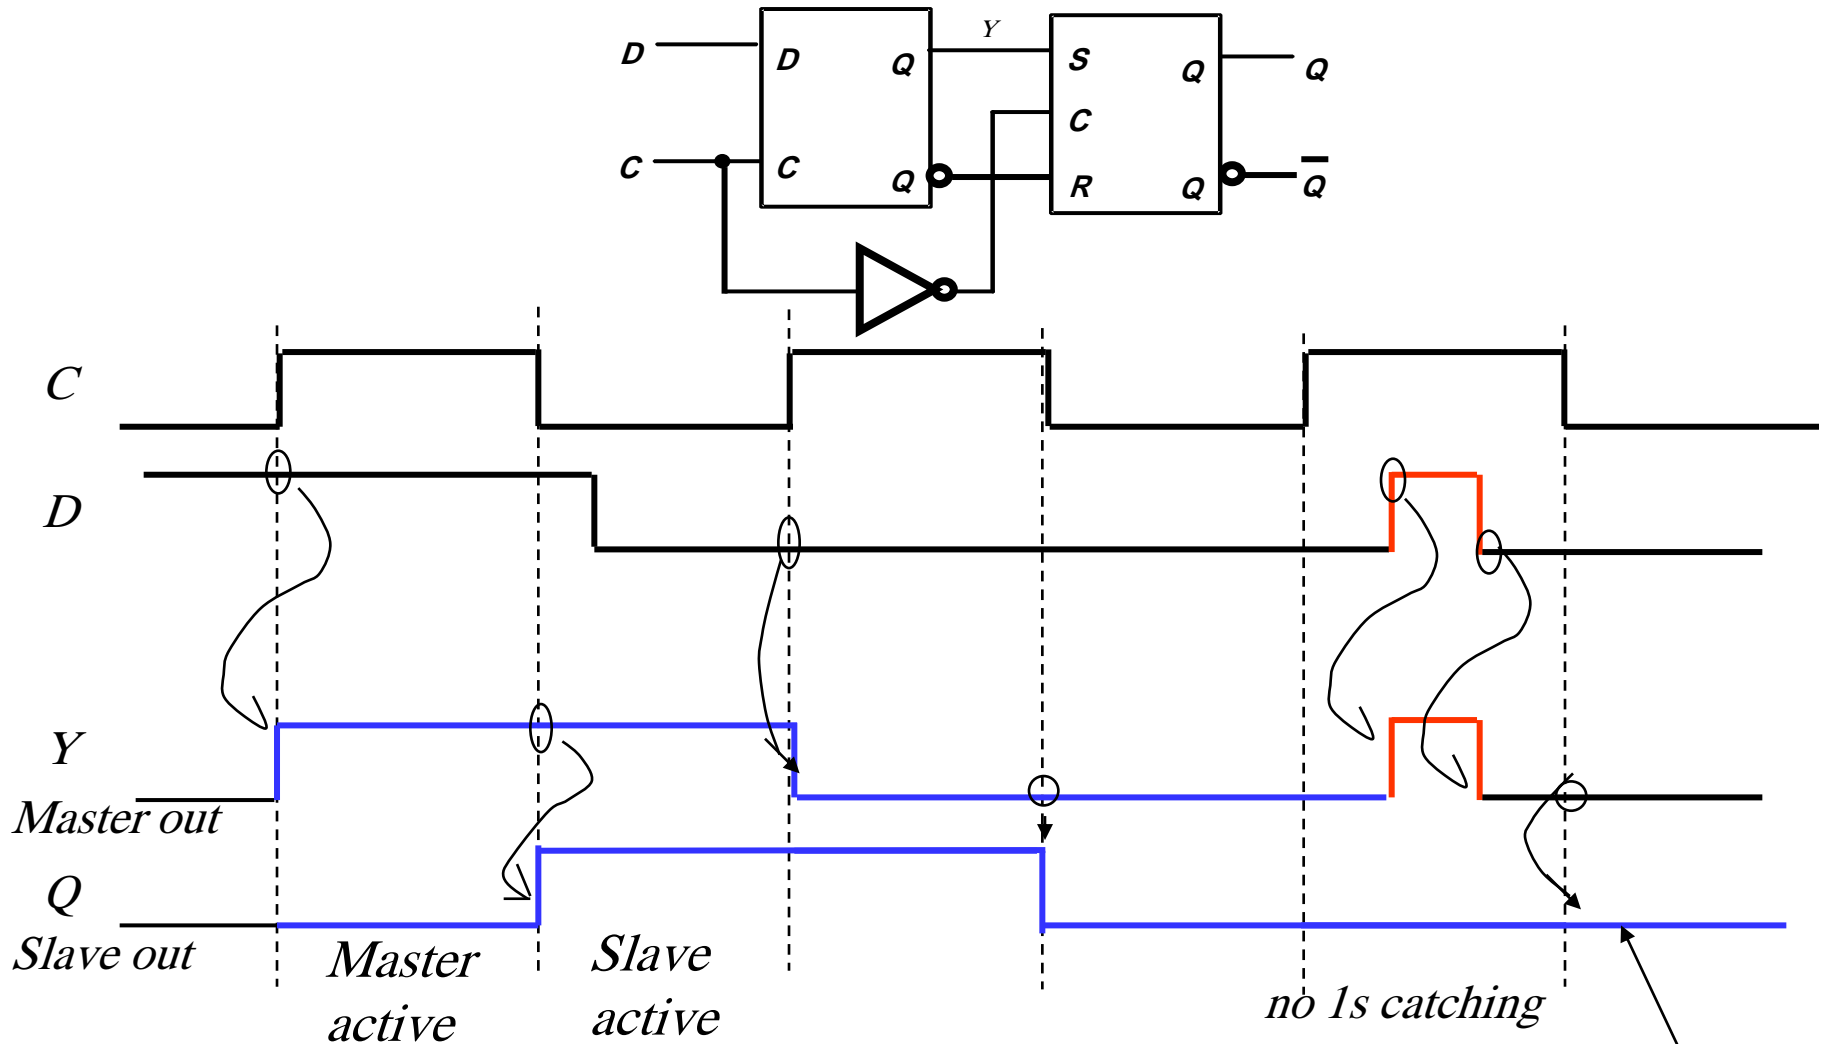 Y
D D Q S Q Q
C
C C Q R Q Q
C
D
Y
Master out
Q
Slave out
Master
active
Slave
active
no 1s catching